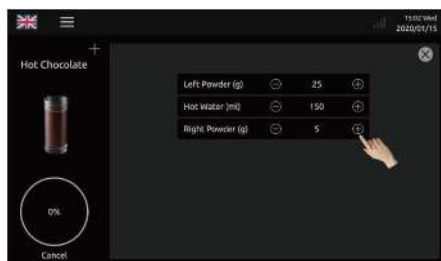 15:02 Wed
2020/01/15
Hot Chocolate
Left Powder (g) 25
Hot Water (ml) 150
Right Powder (g) 5
0%
Cancel